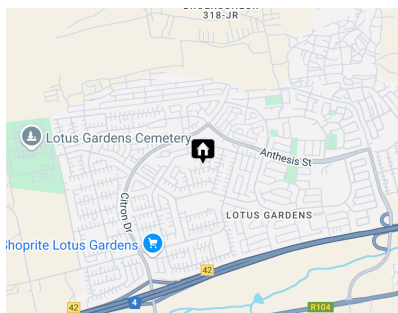 318-JR
Lotus Gardens Cemetery
Anthesis St
Citron Dr
LOTUS GARDENS
Shoprite Lotus Gardens
42
42
4
R104